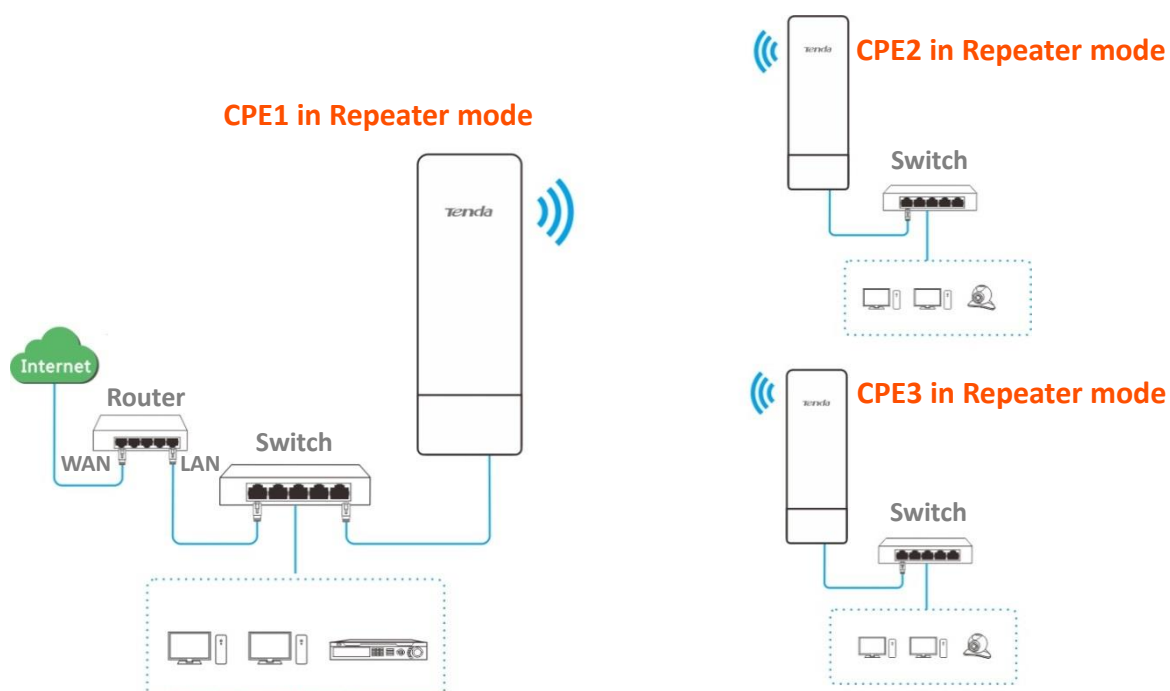 CPE1 in Repeater mode
Tenda
Internet
Router
WAN
LAN
Switch
CPE2 in Repeater mode
Tenda
Switch
CPE3 in Repeater mode
Tenda
Switch